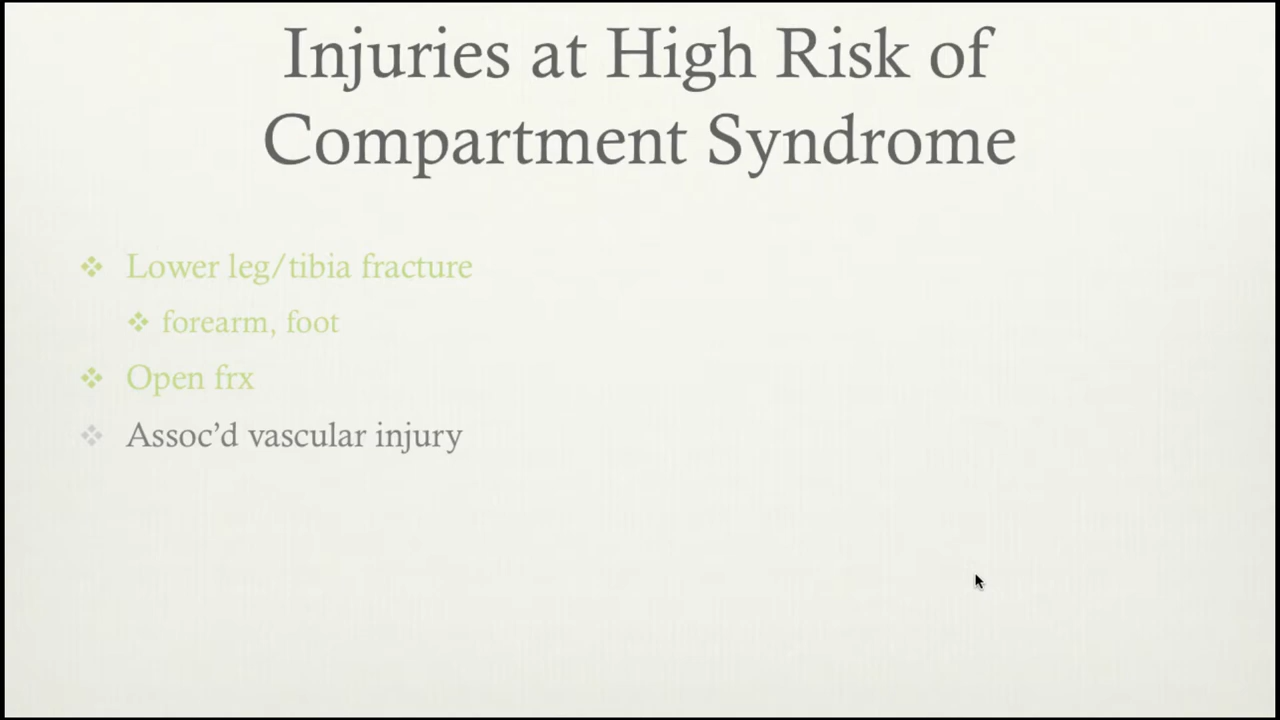 Injuries at High Risk of
Compartment Syndrome
Lower leg/tibia fracture
forearm, foot
Open frx
Assoc’d vascular injury